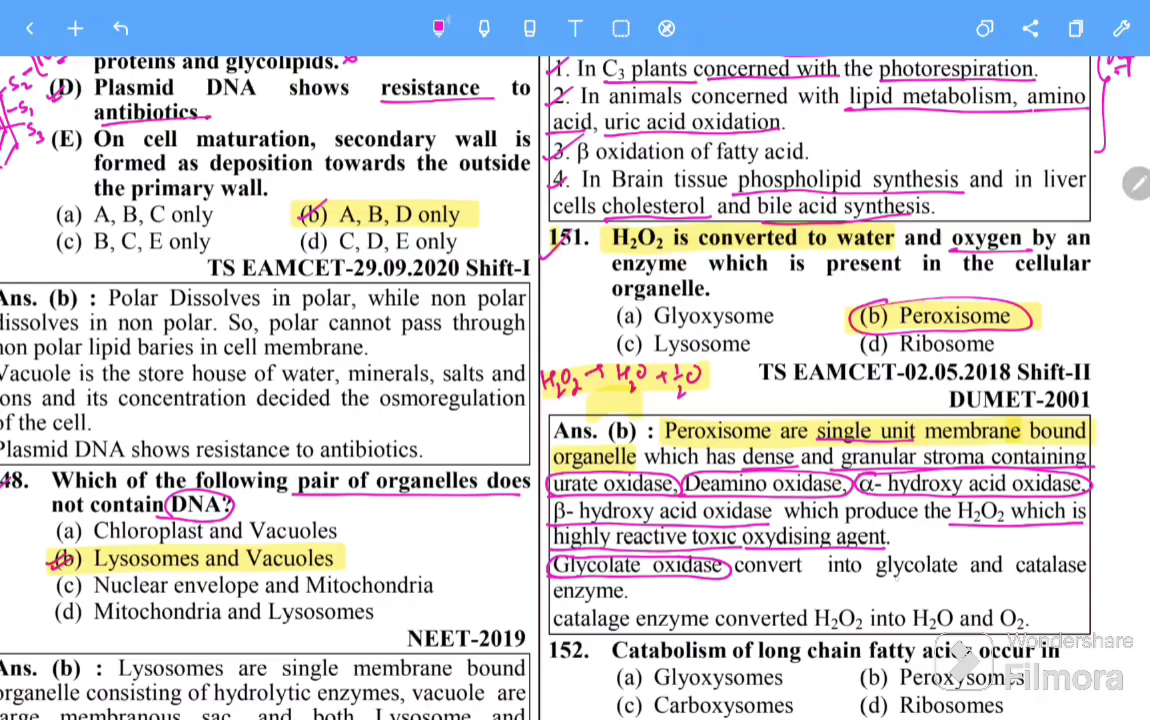 proteins and glycolipids.
(D) Plasmid DNA shows resistance to
antibiotics.
(E) On cell maturation, secondary wall is
formed as deposition towards the outside
the primary wall.
(a) A, B, C only (b) A, B, D only
(c) B, C, E only (d) C, D, E only
TS EAMCET-29.09.2020 Shift-I
Ans. (b) : Polar Dissolves in polar, while non polar
dissolves in non polar. So, polar cannot pass through
non polar lipid baries in cell membrane.
Vacuole is the store house of water, minerals, salts and
ions and its concentration decided the osmoregulation
of the cell.
Plasmid DNA shows resistance to antibiotics.
48. Which of the following pair of organelles does
not contain DNA?
(a) Chloroplast and Vacuoles
(b) Lysosomes and Vacuoles
(c) Nuclear envelope and Mitochondria
(d) Mitochondria and Lysosomes
NEET-2019
Ans. (b) : Lysosomes are single membrane bound
organelle consisting of hydrolytic enzymes, vacuole are
large membranous sac and both Lysosome and
S2
S1
S3
1. In C₃ plants concerned with the photorespiration.
2. In animals concerned with lipid metabolism, amino
acid, uric acid oxidation.
3. β oxidation of fatty acid.
4. In Brain tissue phospholipid synthesis and in liver
cells cholesterol and bile acid synthesis.
151. H₂O₂ is converted to water and oxygen by an
enzyme which is present in the cellular
organelle.
(a) Glyoxysome (b) Peroxisome
(c) Lysosome (d) Ribosome
H₂O₂ → H₂O + ½O
TS EAMCET-02.05.2018 Shift-II
DUMET-2001
Ans. (b) : Peroxisome are single unit membrane bound
organelle which has dense and granular stroma containing
urate oxidase, Deamino oxidase, α- hydroxy acid oxidase,
β- hydroxy acid oxidase which produce the H₂O₂ which is
highly reactive toxic oxydising agent.
Glycolate oxidase convert into glycolate and catalase
enzyme.
catalage enzyme converted H₂O₂ into H₂O and O₂.
152. Catabolism of long chain fatty acids occur in
(a) Glyoxysomes (b) Peroxysomes
(c) Carboxysomes (d) Ribosomes
Wondershare
Filmora